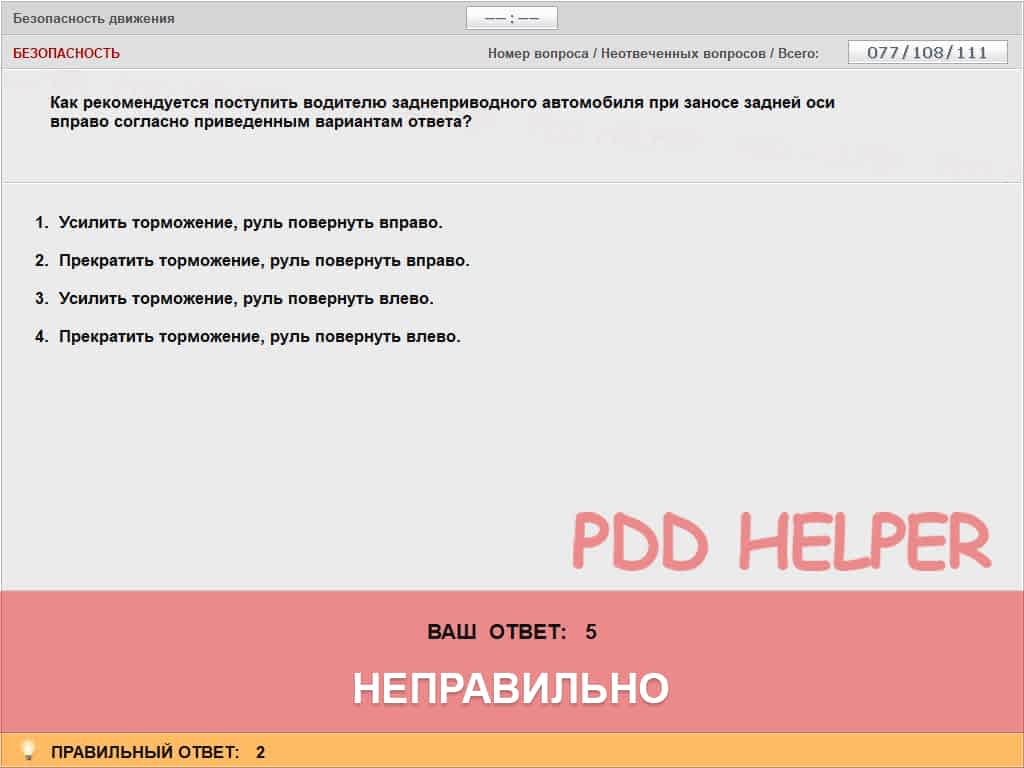 Безопасность движения
—— : ——
БЕЗОПАСНОСТЬ
Номер вопроса / Неотвеченных вопросов / Всего:
077/108/111
Как рекомендуется поступить водителю заднеприводного автомобиля при заносе задней оси
вправо согласно приведенным вариантам ответа?
1. Усилить торможение, руль повернуть вправо.
2. Прекратить торможение, руль повернуть вправо.
3. Усилить торможение, руль повернуть влево.
4. Прекратить торможение, руль повернуть влево.
PDD HELPER
ВАШ ОТВЕТ: 5
НЕПРАВИЛЬНО
ПРАВИЛЬНЫЙ ОТВЕТ: 2